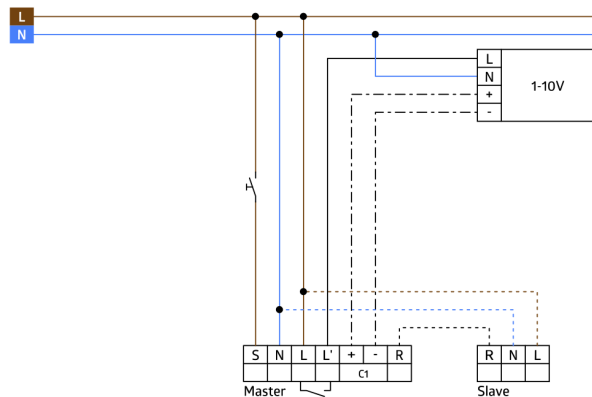 L
N
L
N
1-10V
+
-
S N L L' + - R
R N L
C1
Master
Slave